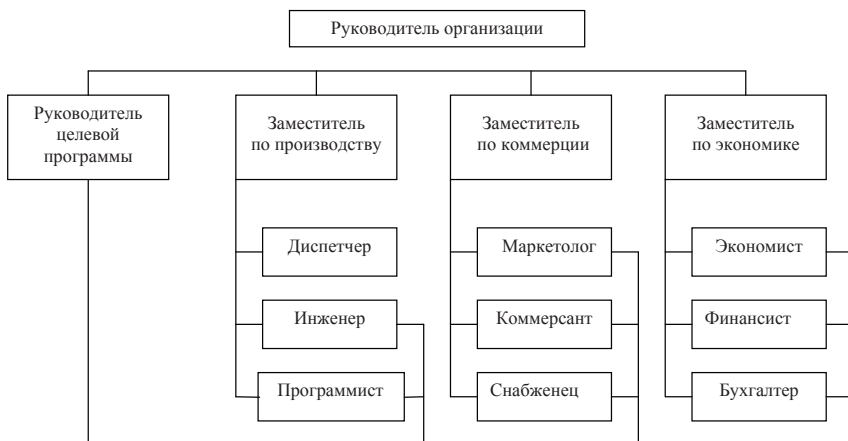 Руководитель организации
Руководитель
целевой
программы
Заместитель
по производству
Заместитель
по коммерции
Заместитель
по экономике
Диспетчер
Маркетолог
Экономист
Инженер
Коммерсант
Финансист
Программист
Снабженец
Бухгалтер